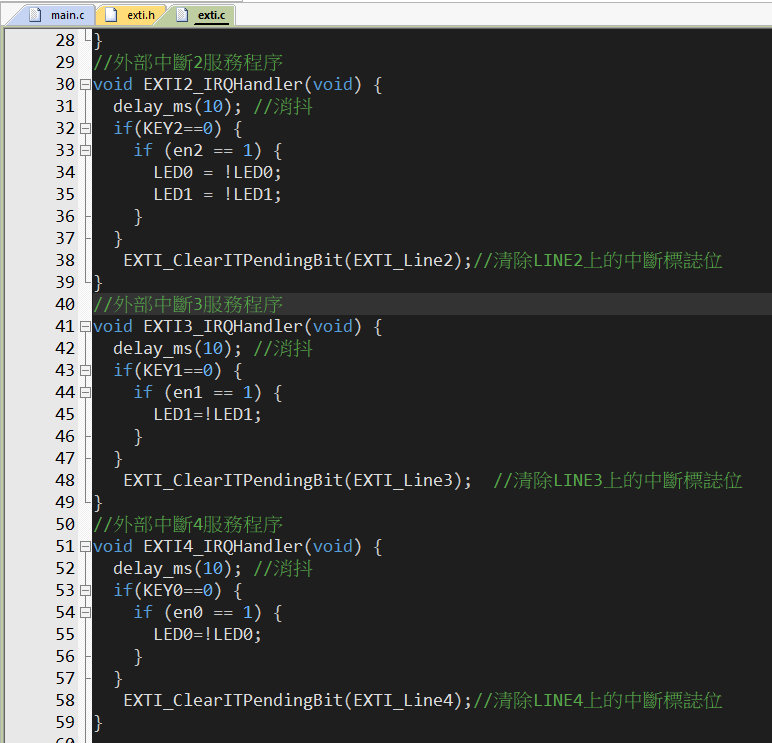 main.c exti.h exti.c
28 }
29 //外部中斷2服務程序
30 void EXTI2_IRQHandler(void) {
31 delay_ms(10); //消抖
32 if(KEY2==0) {
33 if (en2 == 1) {
34 LED0 = !LED0;
35 LED1 = !LED1;
36 }
37 }
38 EXTI_ClearITPendingBit(EXTI_Line2);//清除LINE2上的中斷標誌位
39 }
40 //外部中斷3服務程序
41 void EXTI3_IRQHandler(void) {
42 delay_ms(10); //消抖
43 if(KEY1==0) {
44 if (en1 == 1) {
45 LED1=!LED1;
46 }
47 }
48 EXTI_ClearITPendingBit(EXTI_Line3);  //清除LINE3上的中斷標誌位
49 }
50 //外部中斷4服務程序
51 void EXTI4_IRQHandler(void) {
52 delay_ms(10); //消抖
53 if(KEY0==0) {
54 if (en0 == 1) {
55 LED0=!LED0;
56 }
57 }
58 EXTI_ClearITPendingBit(EXTI_Line4);//清除LINE4上的中斷標誌位
59 }
60